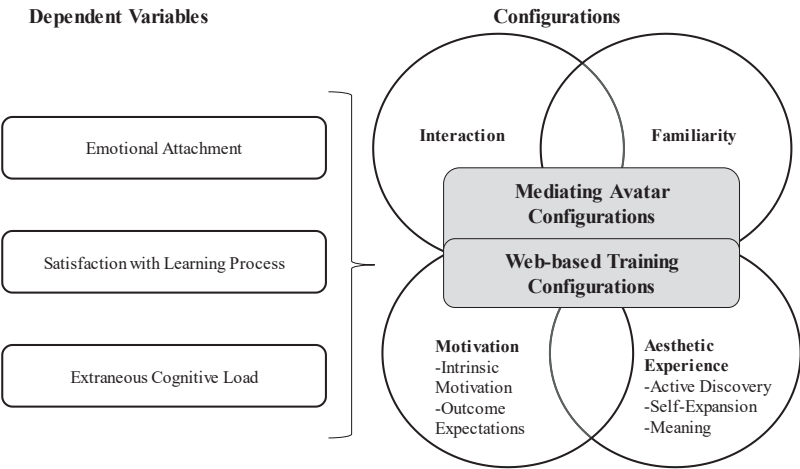 Dependent Variables
Configurations
Emotional Attachment
Satisfaction with Learning Process
Extraneous Cognitive Load
Interaction
Familiarity
Mediating Avatar
Configurations
Web-based Training
Configurations
Motivation
-Intrinsic
Motivation
-Outcome
Expectations
Aesthetic
Experience
-Active Discovery
-Self-Expansion
-Meaning